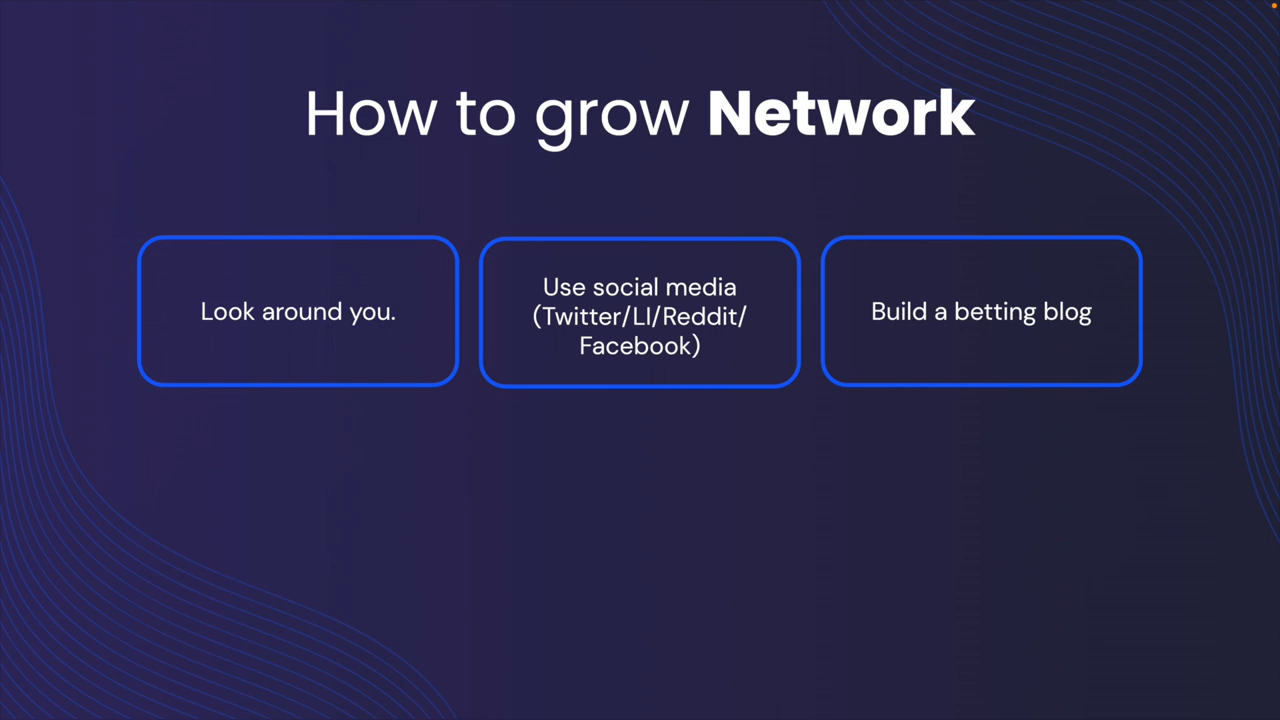 How to grow Network
Look around you.
Use social media
(Twitter/LI/Reddit/
Facebook)
Build a betting blog